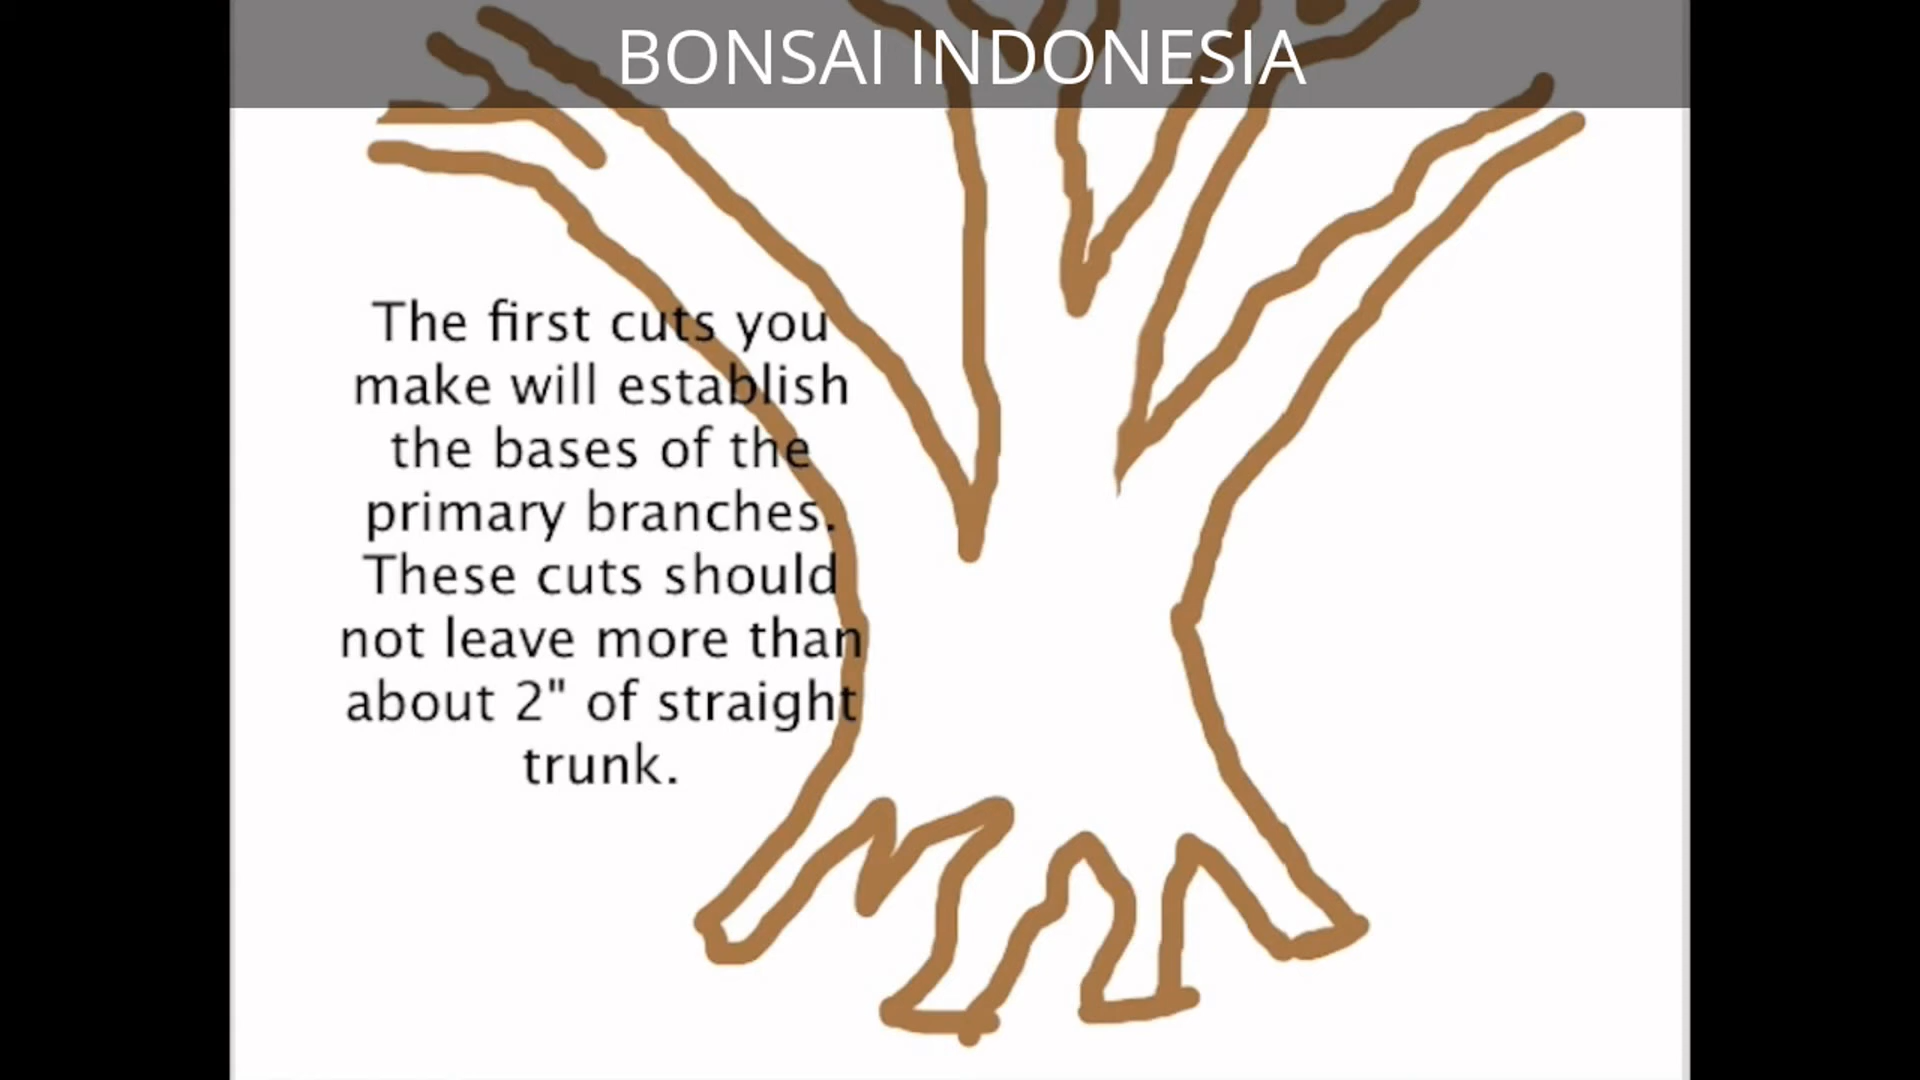 BONSAI INDONESIA
The first cuts you
make will establish
the bases of the
primary branches.
These cuts should
not leave more than
about 2" of straight
trunk.